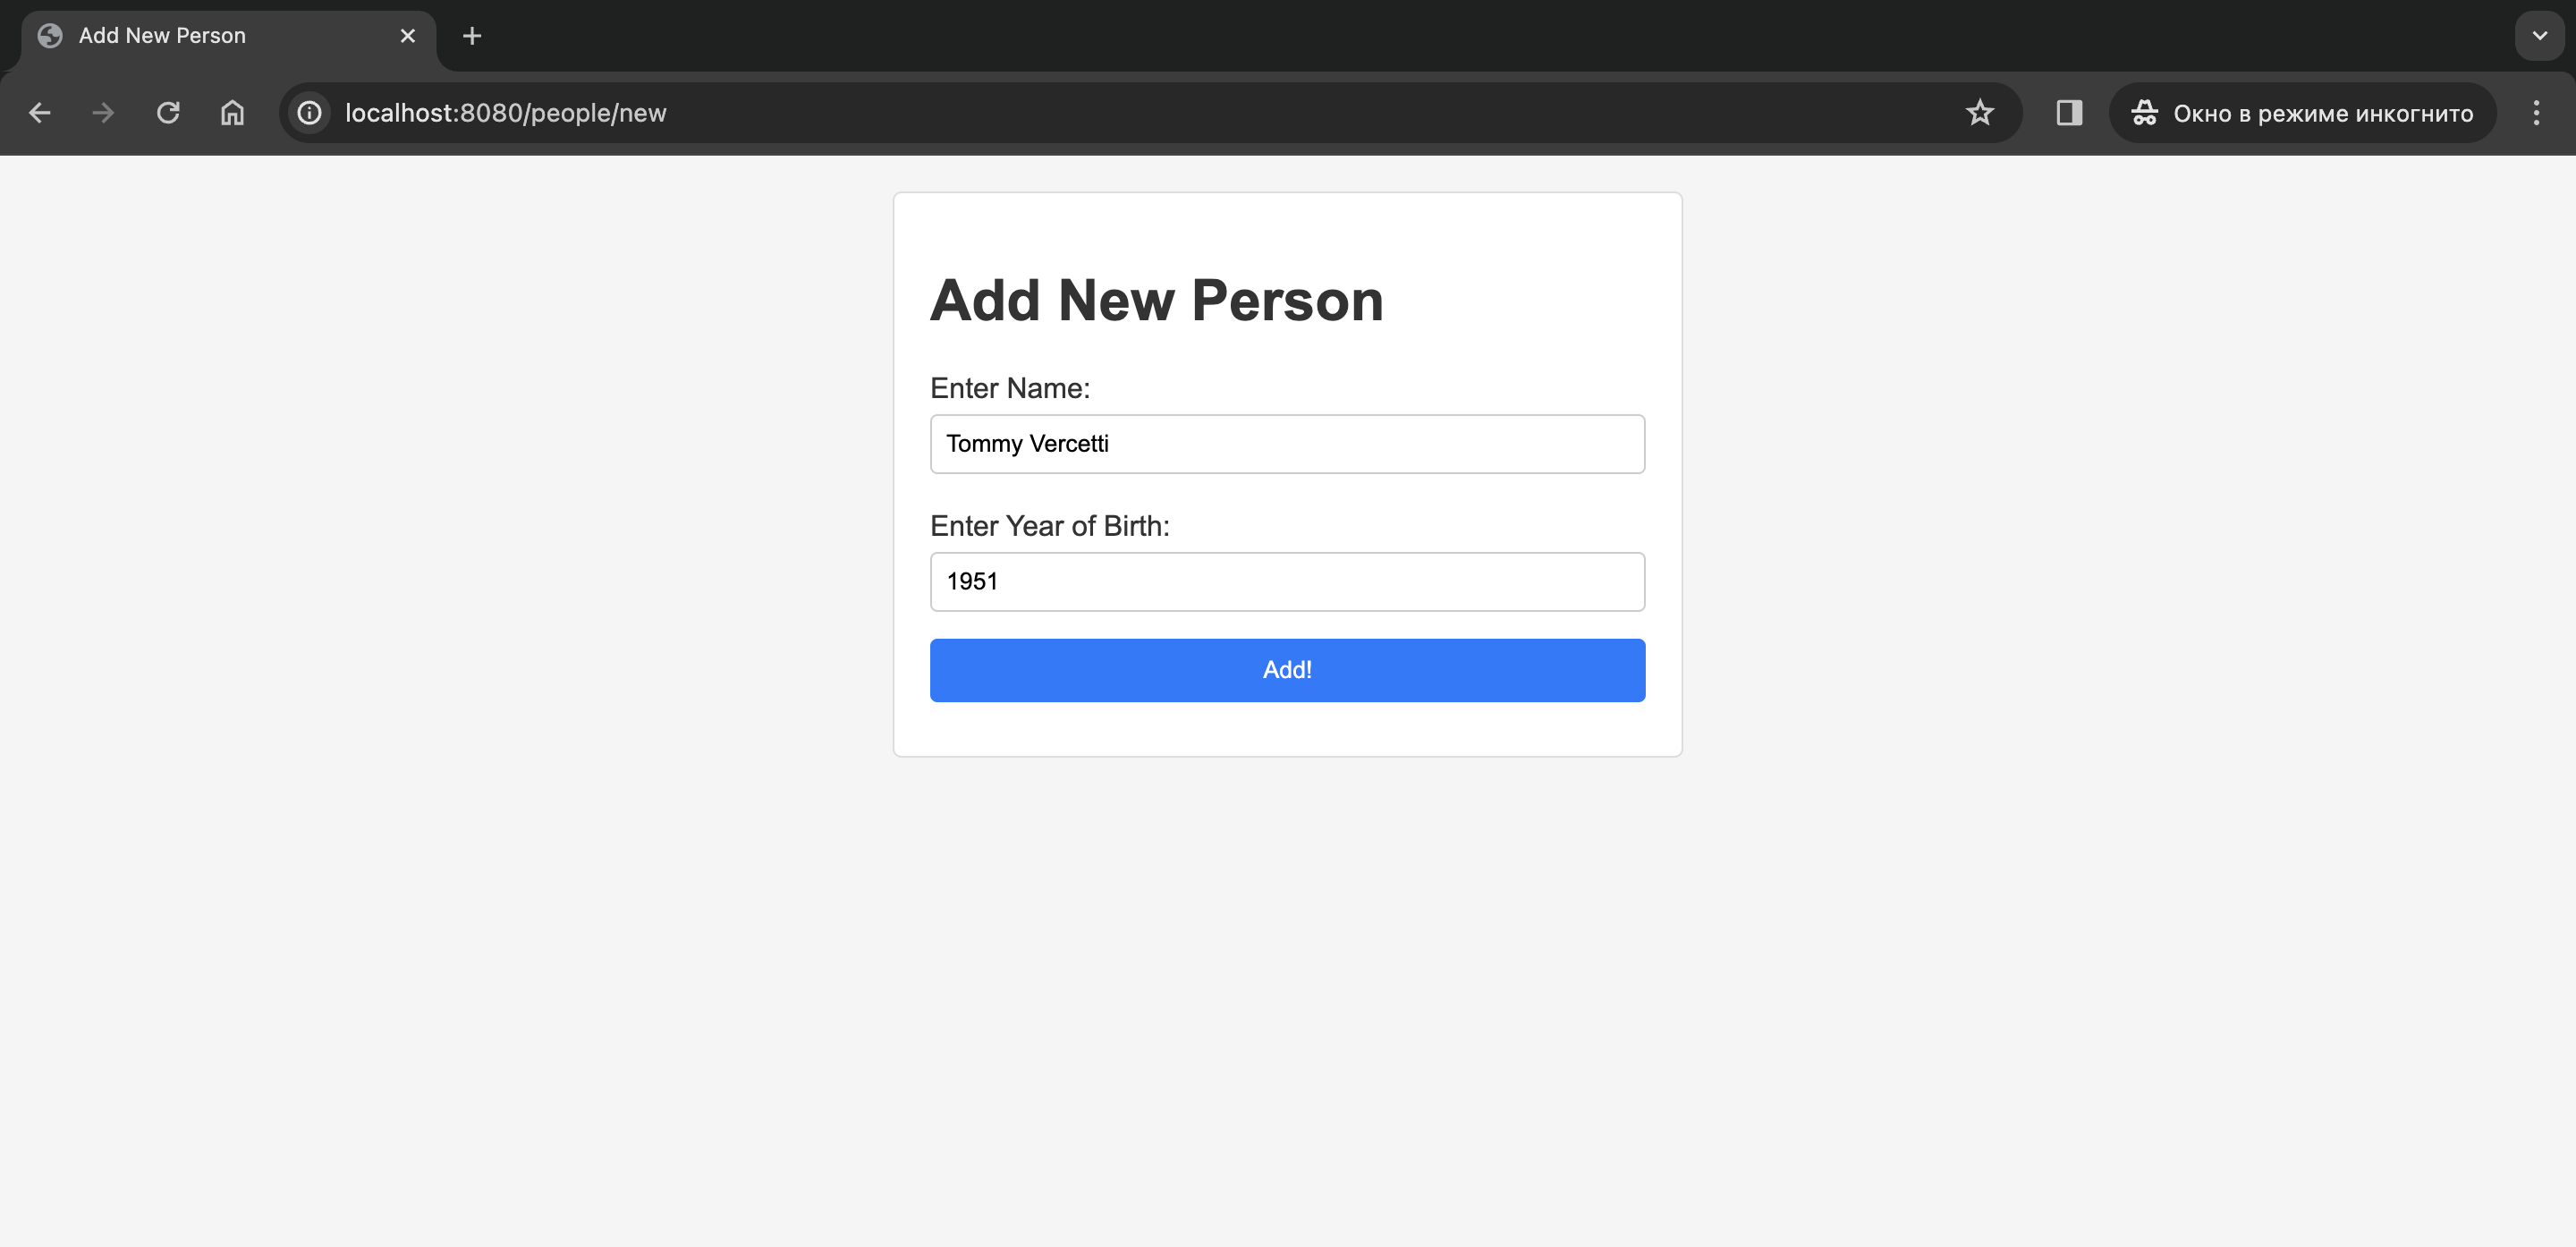 Add New Person
localhost:8080/people/new
Окно в режиме инкогнито
Add New Person
Enter Name:
Tommy Vercetti
Enter Year of Birth:
1951
Add!